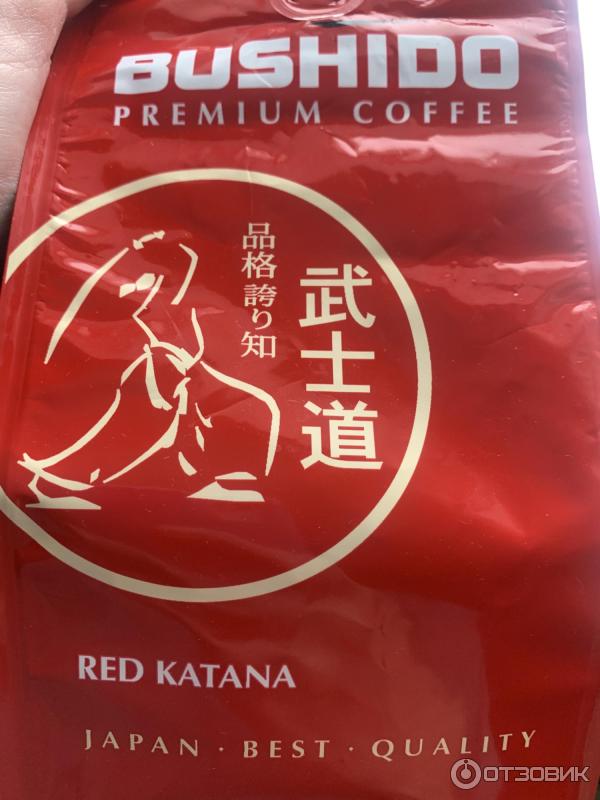 BUSHIDO
PREMIUM COFFEE
武士道
品格誇り知
RED KATANA
JAPAN · BEST · QUALITY
ОТЗОВИК